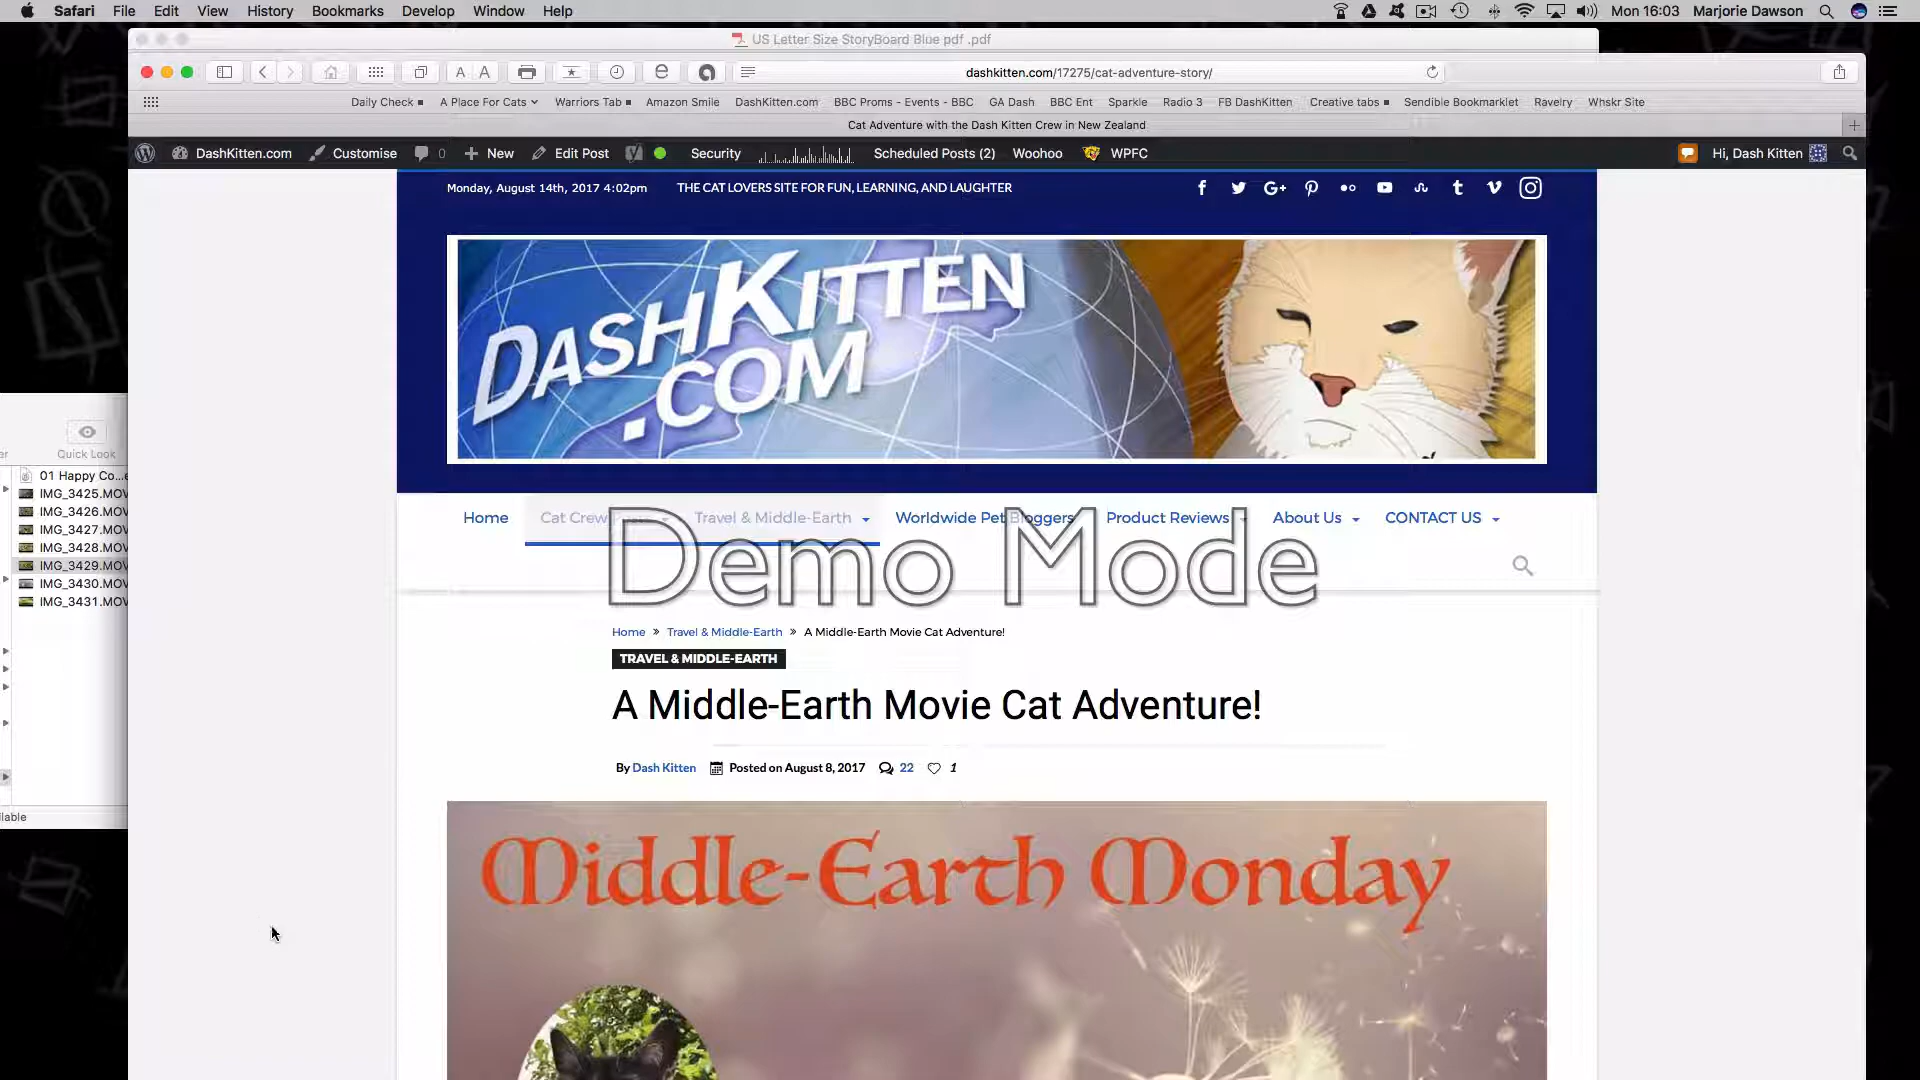 Safari File Edit View History Bookmarks Develop Window Help Mon 16:03 Marjorie Dawson
US Letter Size StoryBoard Blue pdf .pdf
A A dashkitten.com/17275/cat-adventure-story/
Daily Check A Place For Cats Warriors Tab Amazon Smile DashKitten.com BBC Proms - Events - BBC GA Dash BBC Ent Sparkle Radio 3 FB DashKitten Creative tabs Sendible Bookmarklet Ravelry Whskr Site
Cat Adventure with the Dash Kitten Crew in New Zealand
DashKitten.com Customise 0 New Edit Post Security Scheduled Posts (2) Woohoo WPFC Hi, Dash Kitten
Monday, August 14th, 2017 4:02pm THE CAT LOVERS SITE FOR FUN, LEARNING, AND LAUGHTER
DASHKITTEN
.COM
Quick Look
01 Happy Co...e
IMG_3425.MOV
IMG_3426.MOV
IMG_3427.MOV
IMG_3428.MOV
IMG_3429.MOV
IMG_3430.MOV
IMG_3431.MOV
lable
Home Cat Crew Travel & Middle-Earth Worldwide Pet Bloggers Product Reviews About Us CONTACT US
Demo Mode
Home » Travel & Middle-Earth » A Middle-Earth Movie Cat Adventure!
TRAVEL & MIDDLE-EARTH
A Middle-Earth Movie Cat Adventure!
By Dash Kitten Posted on August 8, 2017 22 1
Middle-Earth Monday